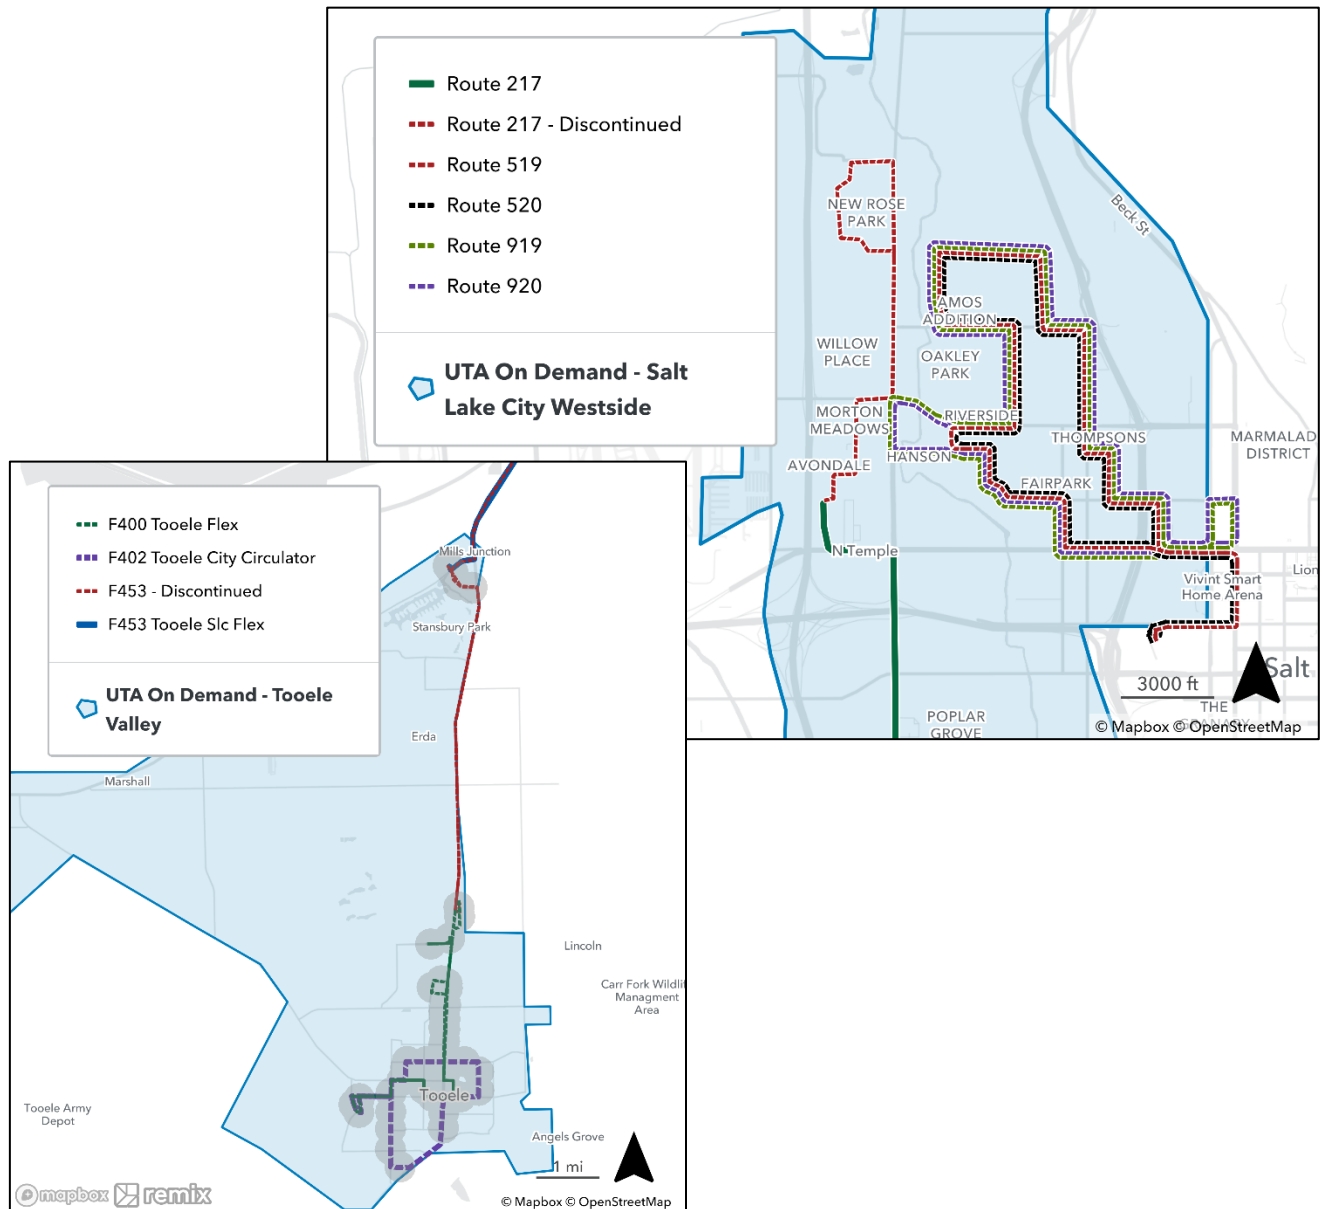 Route 217
Route 217 - Discontinued
Route 519
Route 520
Route 919
Route 920
UTA On Demand - Salt
Lake City Westside
Beck St
NEW ROSE
PARK
AMOS
ADDITION
WILLOW
PLACE
OAKLEY
PARK
MORTON
MEADOWS
RIVERSIDE
THOMPSONS
MARMALAD
DISTRICT
AVONDALE
HANSON
FAIRPARK
N Temple
Vivint Smart
Home Arena
Lion
Salt
3000 ft
THE
GRANARY
POPLAR
GROVE
© Mapbox © OpenStreetMap
F400 Tooele Flex
F402 Tooele City Circulator
F453 - Discontinued
F453 Tooele Slc Flex
UTA On Demand - Tooele
Valley
Mills Junction
Stansbury Park
Erda
Marshall
Lincoln
Carr Fork Wildlif
Managment
Area
Tooele
Tooele Army
Depot
Angels Grove
1 mi
mapbox remix
© Mapbox © OpenStreetMap